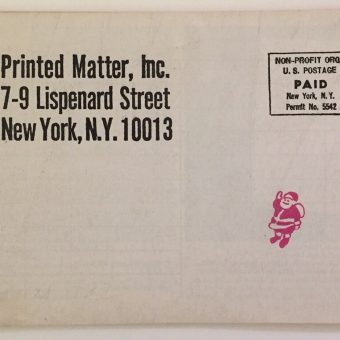 Printed Matter, Inc.
7-9 Lispenard Street
New York, N.Y. 10013
NON-PROFIT ORG
U. S. POSTAGE
PAID
New York, N. Y.
Permit No. 5542